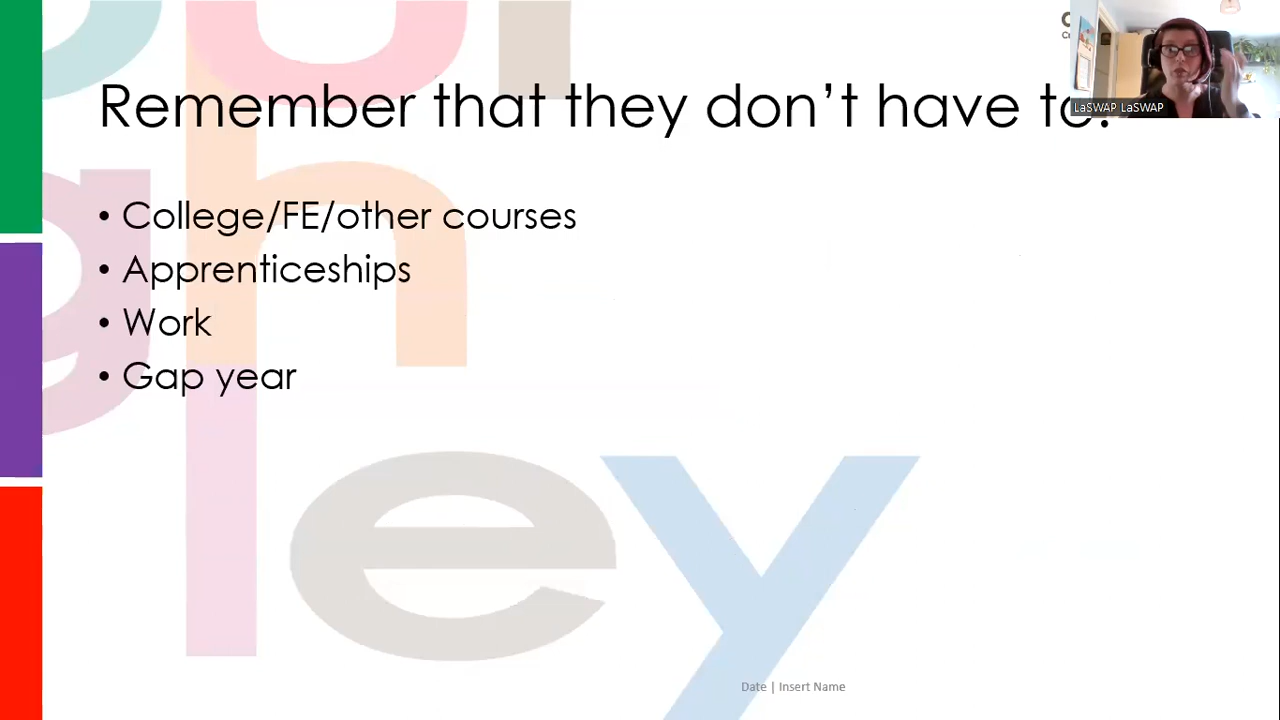 Remember that they don’t have to!
LaSWAP LaSWAP
• College/FE/other courses
• Apprenticeships
• Work
• Gap year
ley
Date | Insert Name